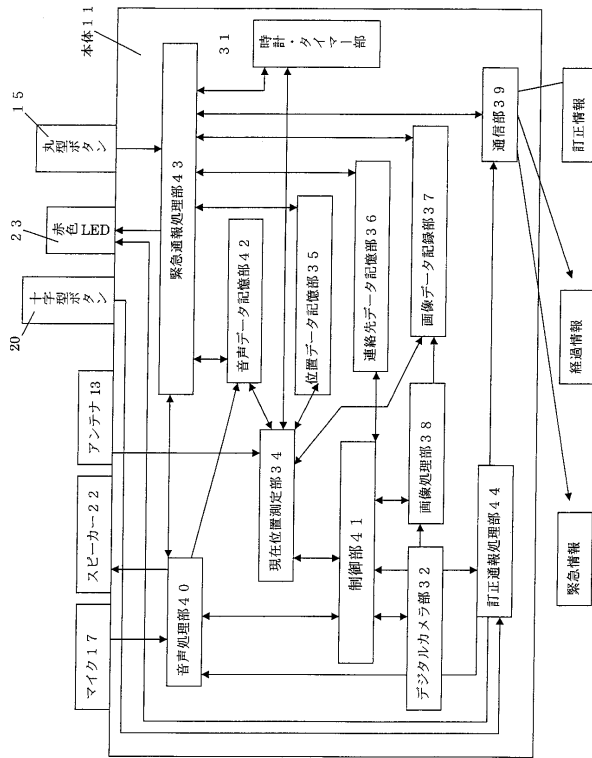 マイク１７
スピーカー２２
アンテナ 13
十字型ボタン
20
赤色 LED
２３
丸型ボタン
１５
本体１１
音声処理部４０
緊急通報処理部４３
３１
時計・タイマー部
音声データ記憶部４２
現在位置測定部３４
位置データ記憶部３５
制御部４１
連絡先データ記憶部３６
デジタルカメラ部３２
画像処理部３８
画像データ記録部３７
訂正通報処理部４４
通信部３９
緊急情報
経過情報
訂正情報